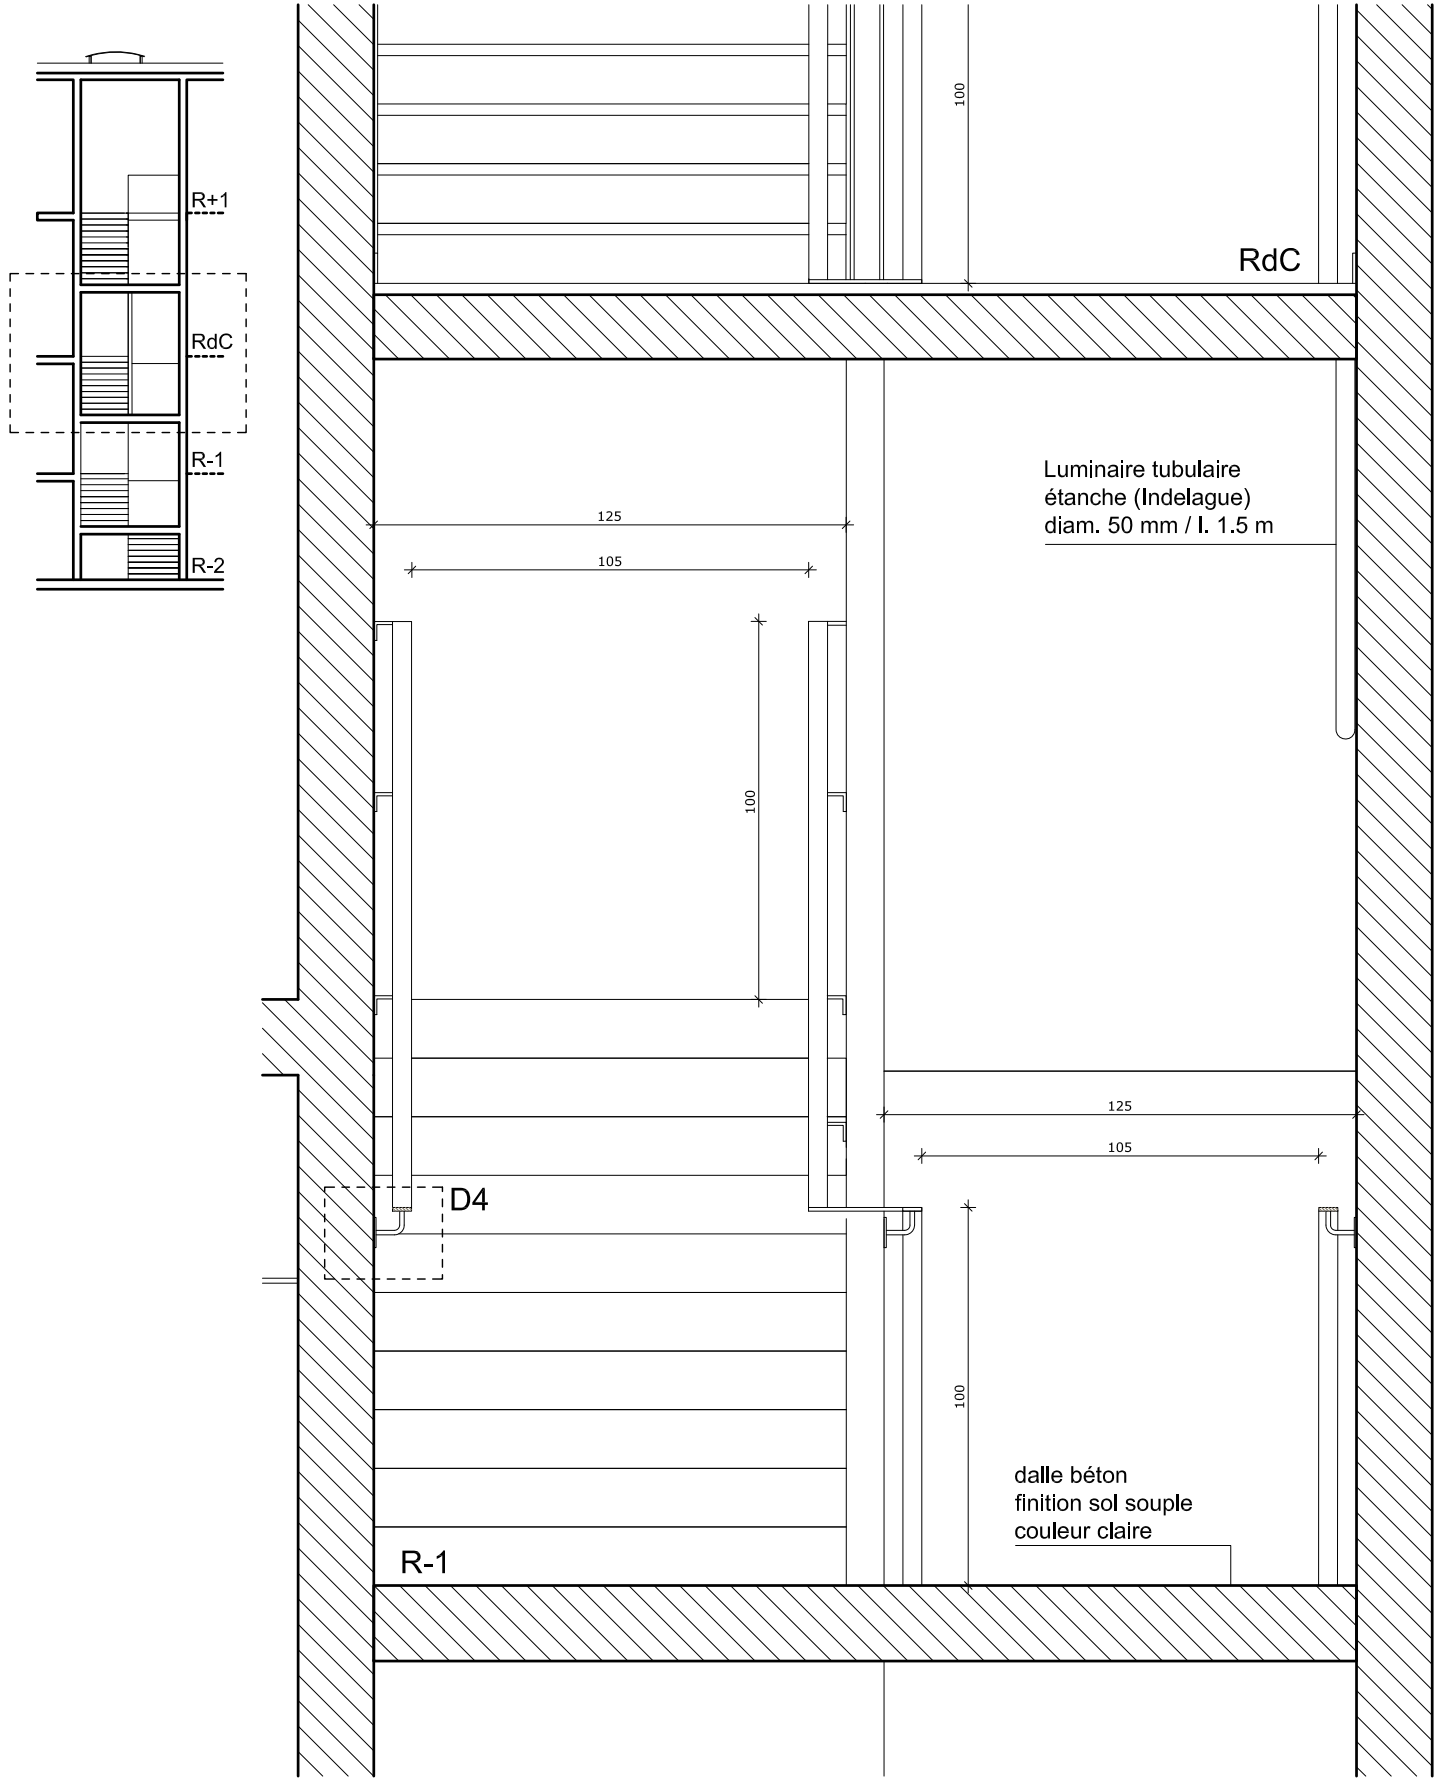 R+1
RdC
R-1
R-2
100
RdC
Luminaire tubulaire
étanche (Indelague)
diam. 50 mm / l. 1.5 m
125
105
100
125
105
D4
100
dalle béton
finition sol souple
couleur claire
R-1